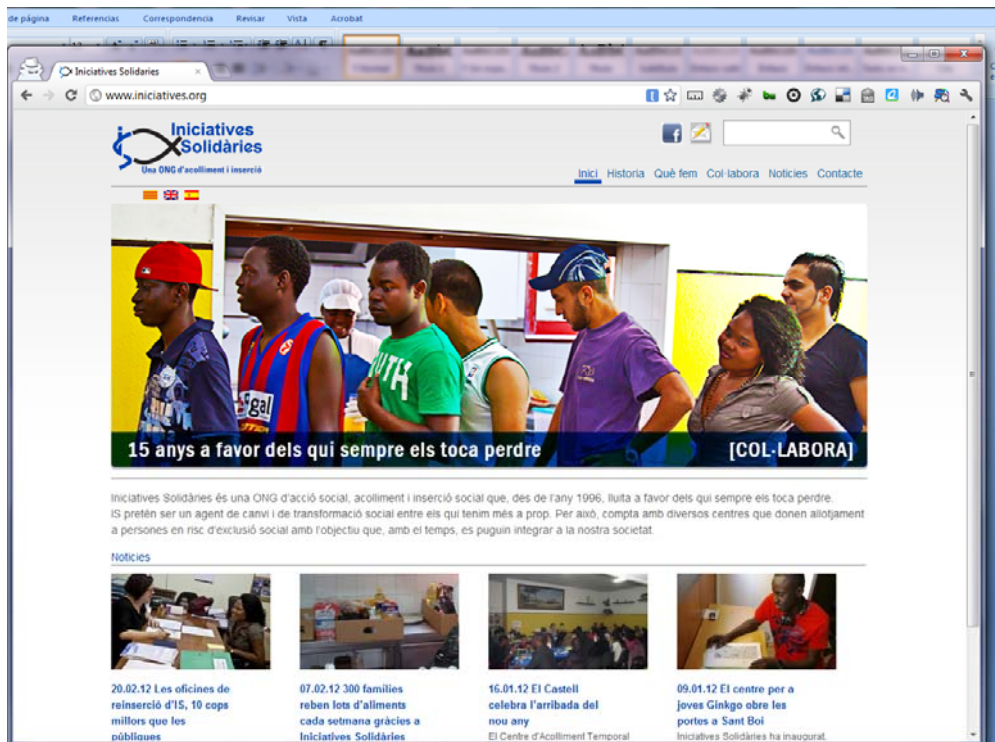 de página Referencias Correspondencia Revisar Vista Acrobat
Iniciatives Solidaries
www.iniciatives.org
Iniciatives
Solidàries
Una ONG d'acolliment i inserció
Inici Historia Què fem Col·labora Noticies Contacte
15 anys a favor dels qui sempre els toca perdre [COL·LABORA]
Iniciatives Solidàries és una ONG d'acció social, acolliment i inserció social que, des de l'any 1996, lluita a favor dels qui sempre els toca perdre.
IS pretén ser un agent de canvi i de transformació social entre els qui tenim més a prop. Per això, compta amb diversos centres que donen allotjament
a persones en risc d'exclusió social amb l'objectiu que, amb el temps, es puguin integrar a la nostra societat.
Noticies
20.02.12 Les oficines de
reinserció d'IS, 10 cops
millors que les
públiques
07.02.12 300 famílies
reben lots d'aliments
cada setmana gràcies a
Iniciatives Solidàries
16.01.12 El Castell
celebra l'arribada del
nou any
El Centre d'Acolliment Temporal
09.01.12 El centre per a
joves Ginkgo obre les
portes a Sant Boi
Iniciatives Solidàries ha inaugurat,